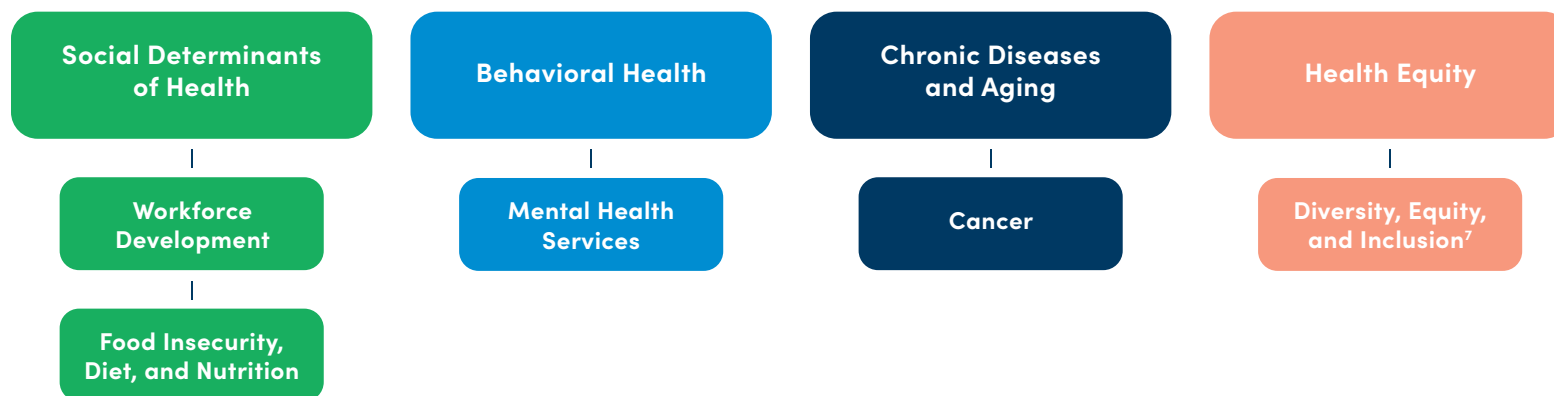 Social Determinants
of Health
Behavioral Health
Chronic Diseases
and Aging
Health Equity
Workforce
Development
Mental Health
Services
Cancer
Diversity, Equity,
and Inclusion⁷
Food Insecurity,
Diet, and Nutrition